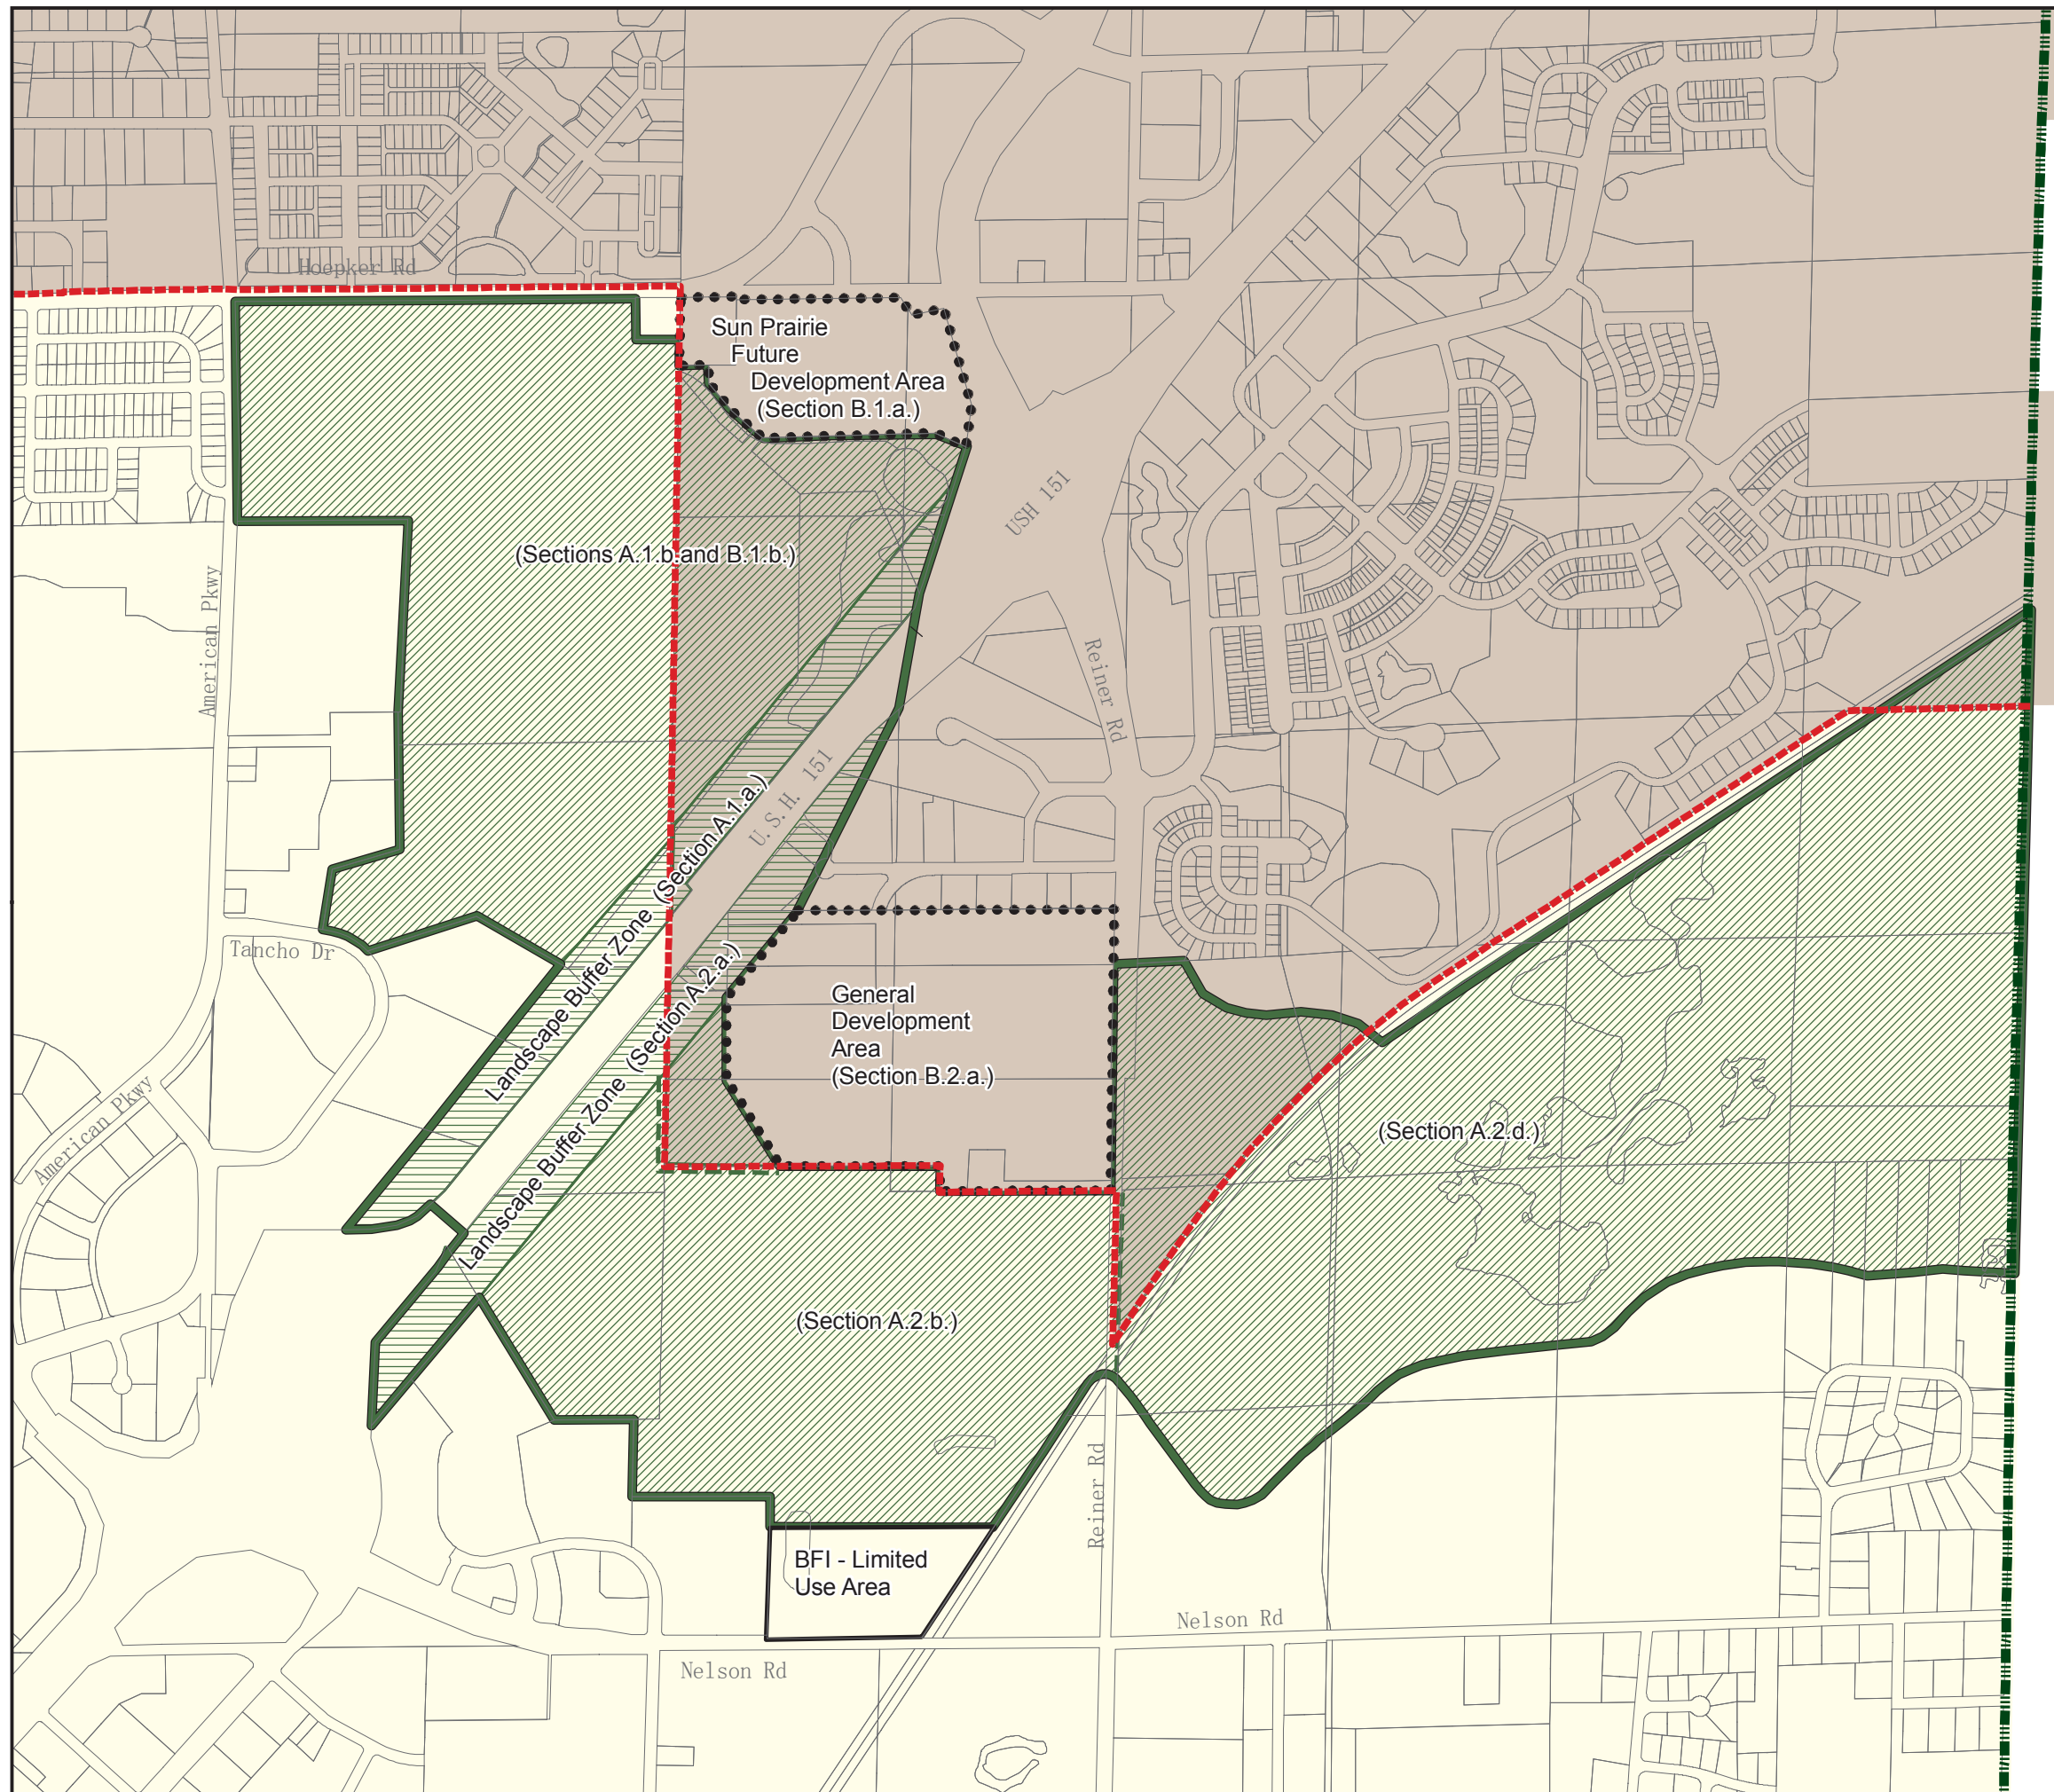 Hoepker Rd
Sun Prairie
Future
Development Area
(Section B.1.a.)
USH 151
(Sections A.1.b.and B.1.b.)
American Pkwy
Reiner Rd
U.S.H. 151
Landscape Buffer Zone (Section A.1.a.)
Tancho Dr
Landscape Buffer Zone (Section A.2.a.)
General
Development
Area
(Section B.2.a.)
American Pkwy
(Section A.2.d.)
(Section A.2.b.)
Reiner Rd
BFI - Limited
Use Area
Nelson Rd
Nelson Rd